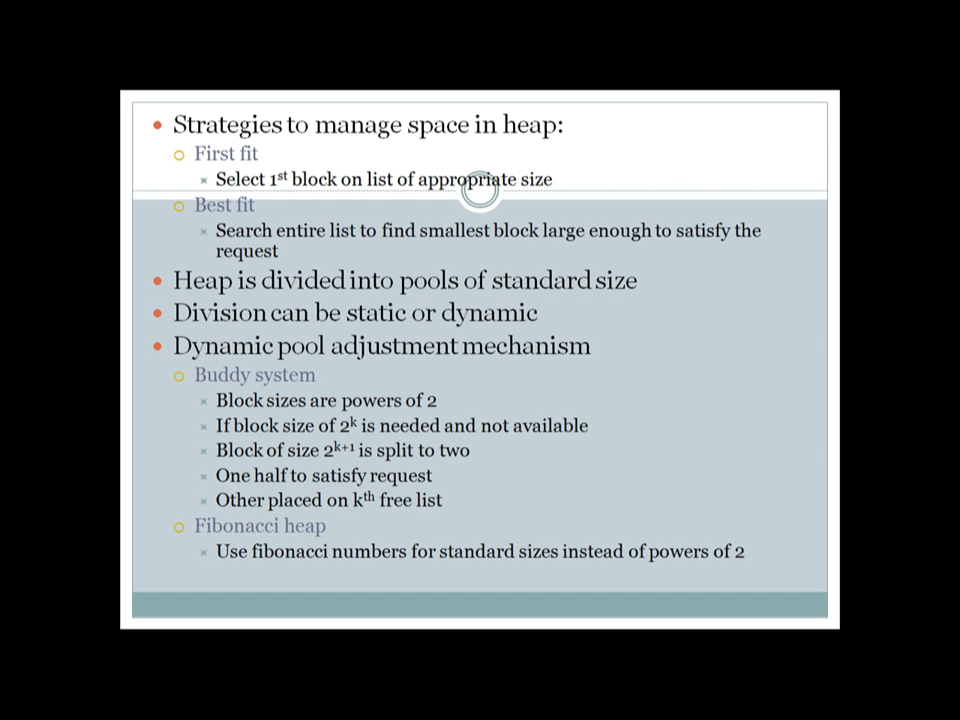 Strategies to manage space in heap:
First fit
Select 1st block on list of appropriate size
Best fit
Search entire list to find smallest block large enough to satisfy the
request
Heap is divided into pools of standard size
Division can be static or dynamic
Dynamic pool adjustment mechanism
Buddy system
Block sizes are powers of 2
If block size of 2^k is needed and not available
Block of size 2^k+1 is split to two
One half to satisfy request
Other placed on kth free list
Fibonacci heap
Use fibonacci numbers for standard sizes instead of powers of 2